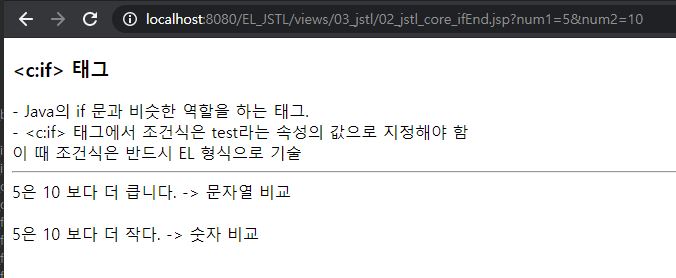 localhost:8080/EL_JSTL/views/03_jstl/02_jstl_core_ifEnd.jsp?num1=5&num2=10
<c:if> 태그
- Java의 if 문과 비슷한 역할을 하는 태그.
- <c:if> 태그에서 조건식은 test라는 속성의 값으로 지정해야 함
이 때 조건식은 반드시 EL 형식으로 기술
5은 10 보다 더 큽니다. -> 문자열 비교
5은 10 보다 더 작다. -> 숫자 비교